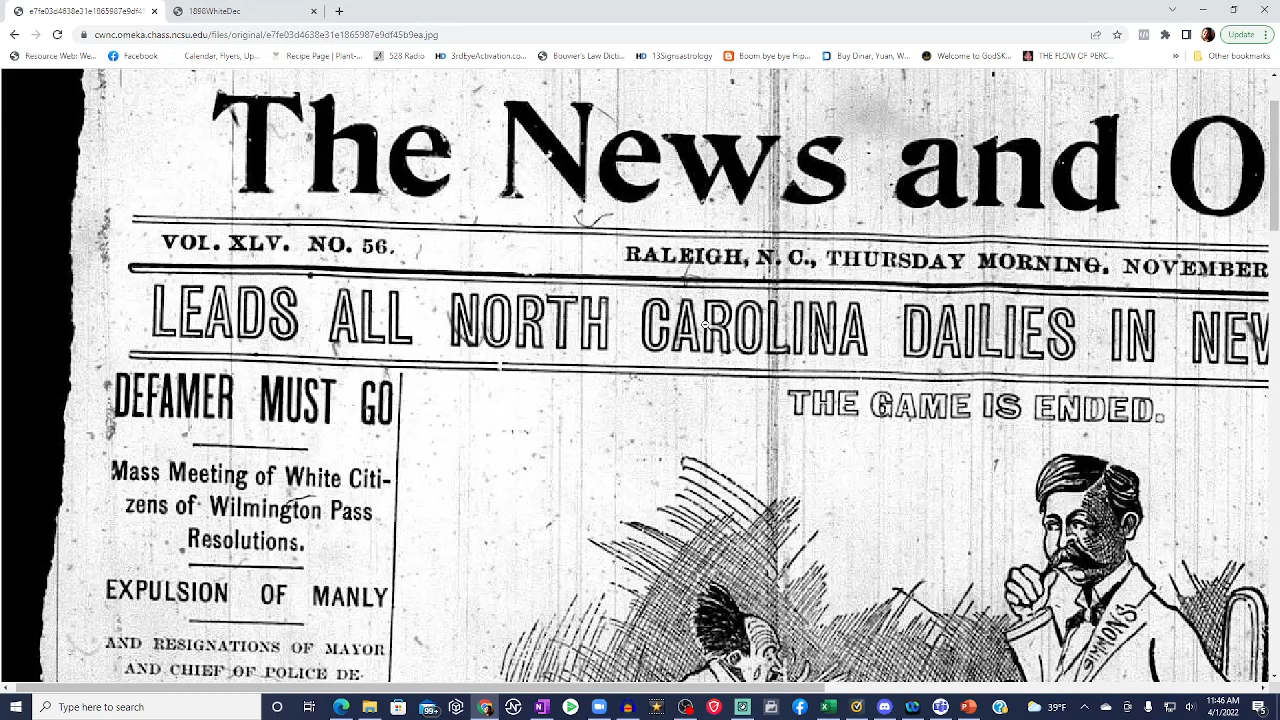 e7fe03d4638e31e1865987e9df4
1898WhiteDec
cwnc.omeka.chass.ncsu.edu/files/original/e7fe03d4638e31e1865987e9df45b9ea.jpg
Update
Resource Web: We...
Facebook
Calendar, Flyers, Up...
Recipe Page | Plant-...
528 Radio
HD 3rdEyeActivation.co...
Bouvier's Law Dicti...
HD 13Signsastrology
Boom bye bye Hip...
Buy Dinar, Yuan, W...
Welcome to GodSK...
THE FLOW OF PERC...
»
Other bookmarks
The News and O
VOL. XLV. NO. 56.
RALEIGH, N. C., THURSDAY MORNING. NOVEMBER
LEADS ALL NORTH CAROLINA DAILIES IN NEW
DEFAMER MUST GO
THE GAME IS ENDED.
Mass Meeting of White Citi-
zens of Wilmington Pass
Resolutions.
EXPULSION OF MANLY
SIMMONS
AND RESIGNATIONS OF MAYOR
AND CHIEF OF POLICE DE-
Type here to search
99+
39°F
11:46 AM
4/1/2022